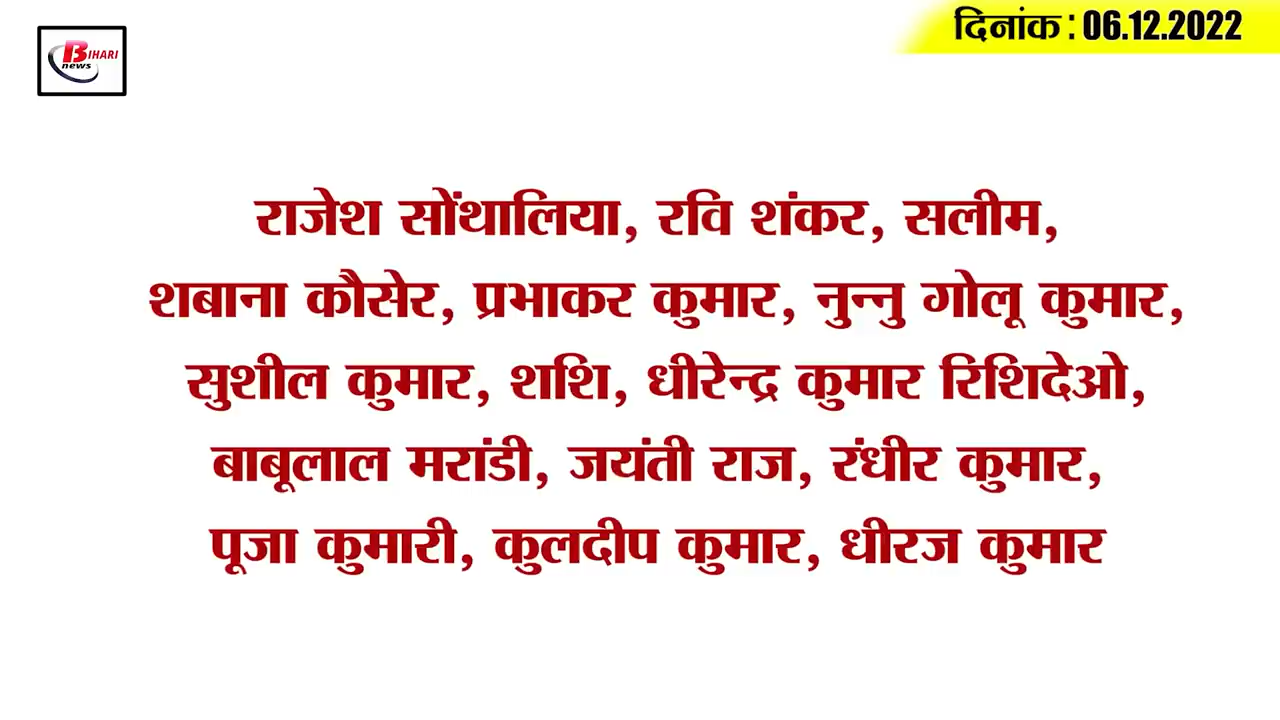 BIHARI
news
दिनांक : 06.12.2022
राजेश सोंथालिया, रवि शंकर, सलीम,
शबाना कौसेर, प्रभाकर कुमार, नुन्नु गोलू कुमार,
सुशील कुमार, शशि, धीरेन्द्र कुमार रिशिदेओ,
बाबूलाल मरांडी, जयंती राज, रंधीर कुमार,
पूजा कुमारी, कुलदीप कुमार, धीरज कुमार